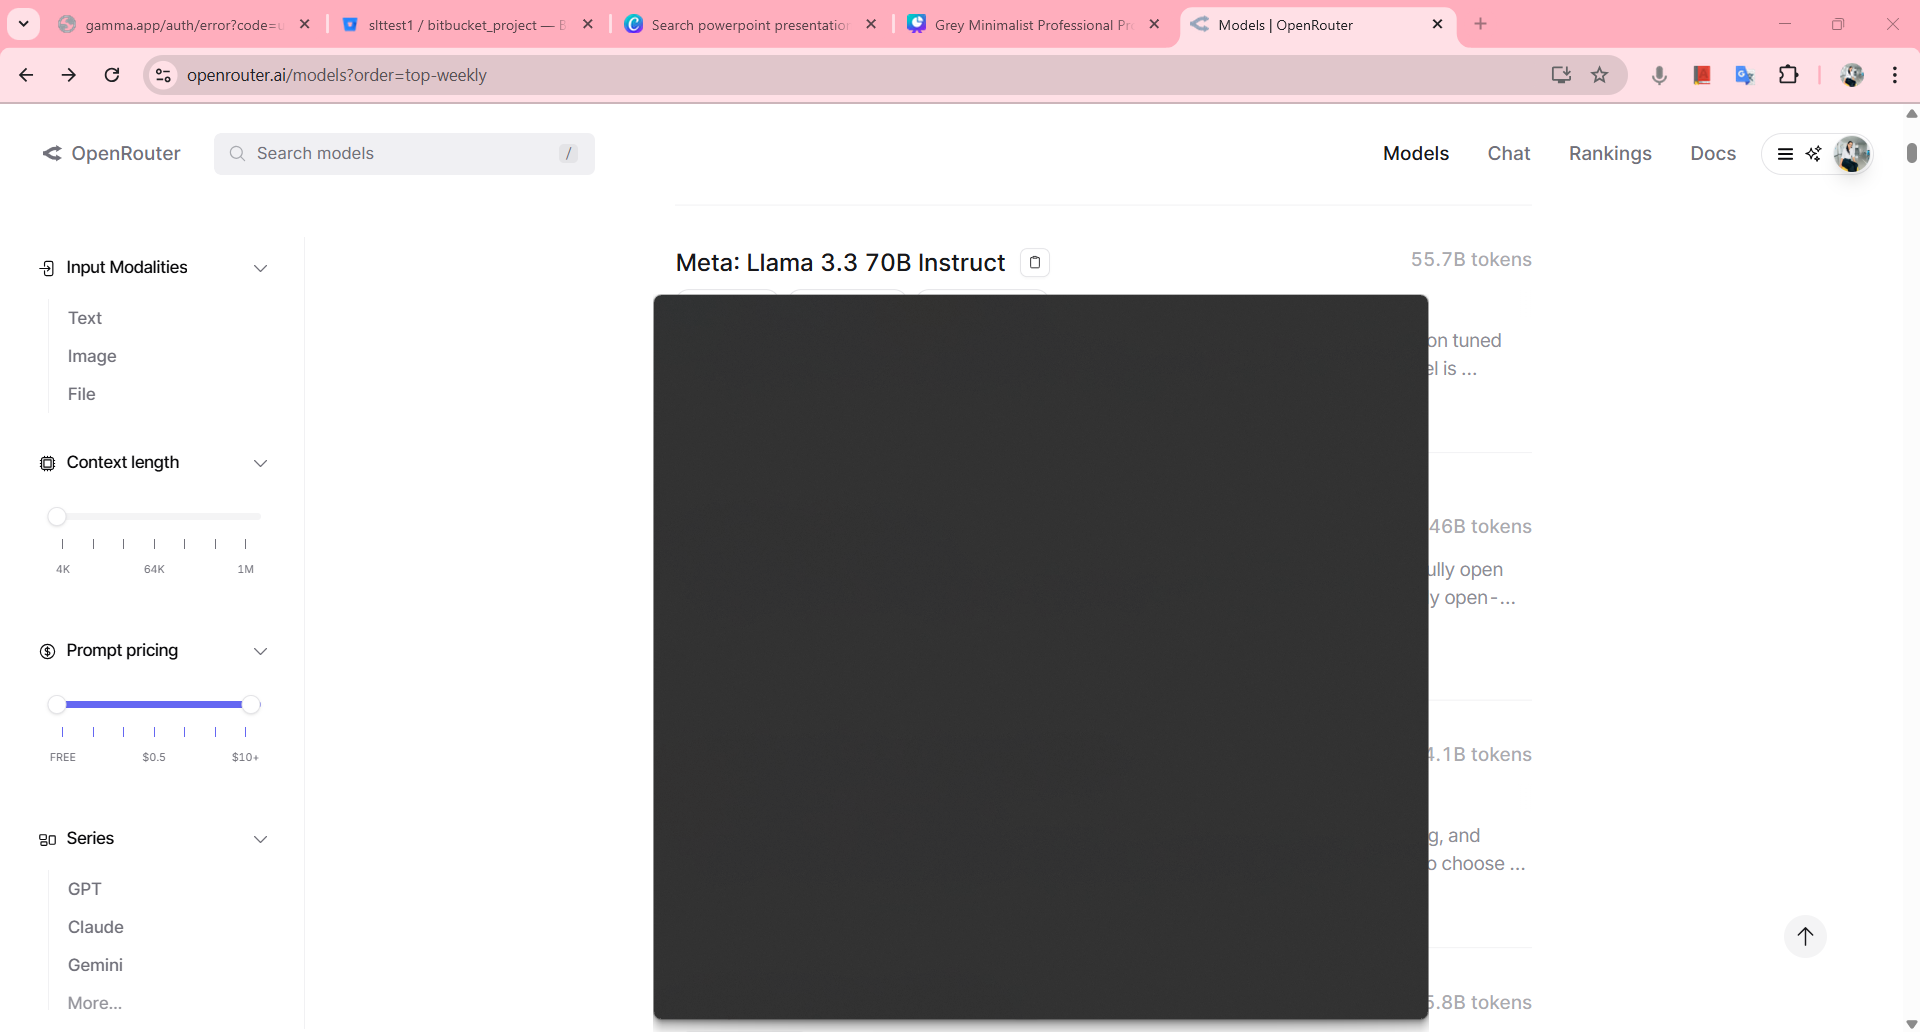 gamma.app/auth/error?code=u
slttest1 / bitbucket_project — B
Search powerpoint presentation
Grey Minimalist Professional Pr
Models | OpenRouter
openrouter.ai/models?order=top-weekly
OpenRouter
Search models
/
Models
Chat
Rankings
Docs
Input Modalities
Text
Image
File
Context length
4K
64K
1M
Prompt pricing
FREE
$0.5
$10+
Series
GPT
Claude
Gemini
More...
Meta: Llama 3.3 70B Instruct
55.7B tokens
on tuned
el is ...
46B tokens
ully open
y open-...
4.1B tokens
g, and
o choose ...
5.8B tokens